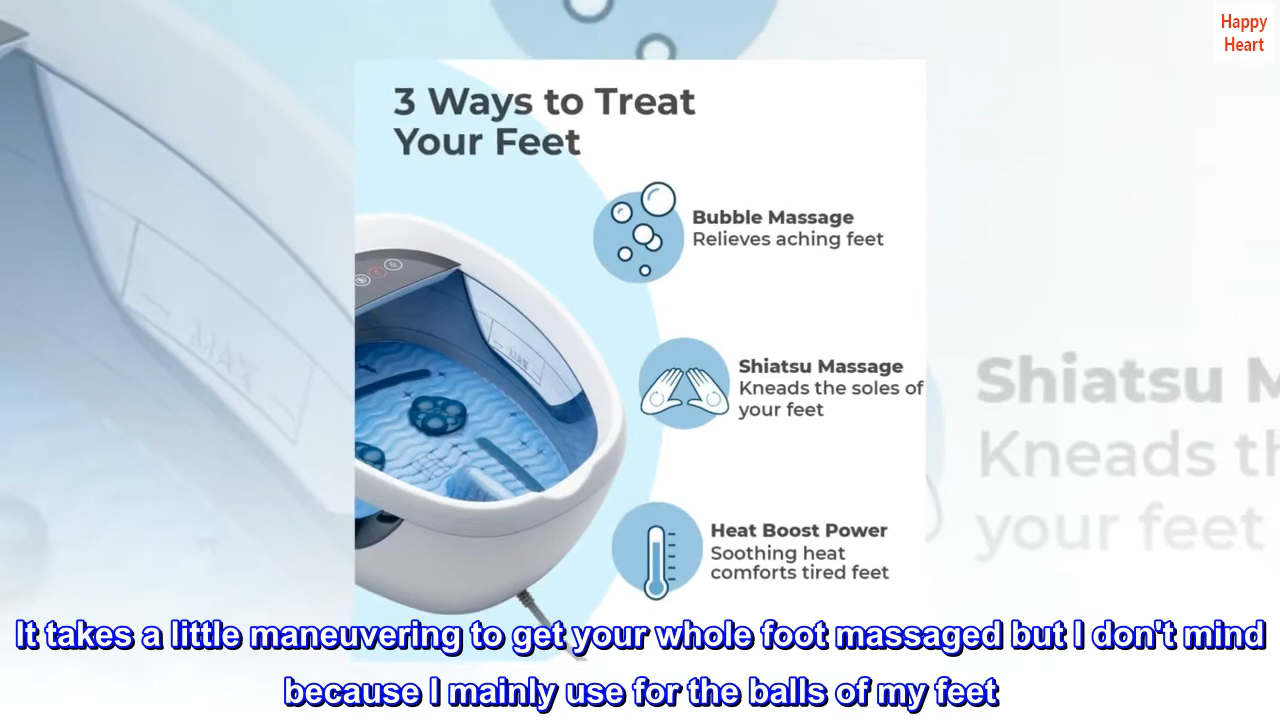 Happy
Heart
3 Ways to Treat
Your Feet
Bubble Massage
Relieves aching feet
Shiatsu Massage
Kneads the soles of
your feet
Heat Boost Power
Soothing heat
comforts tired feet
MAX
MAX
Shiatsu M
Kneads th
your feet
It takes a little maneuvering to get your whole foot massaged but I don't mind
because I mainly use for the balls of my feet